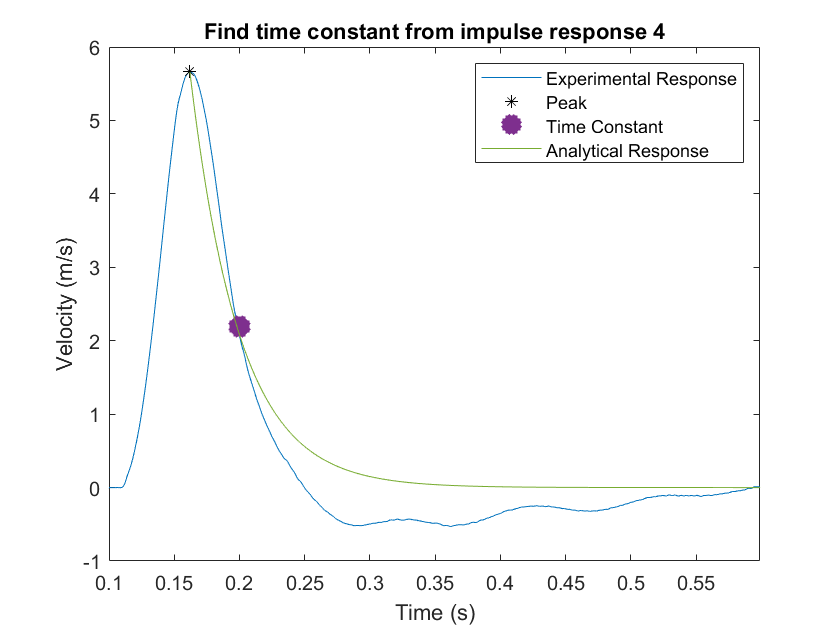 Find time constant from impulse response 4
6
5
4
3
2
1
0
-1
Velocity (m/s)
Experimental Response
Peak
Time Constant
Analytical Response
0.1 0.15 0.2 0.25 0.3 0.35 0.4 0.45 0.5 0.55
Time (s)